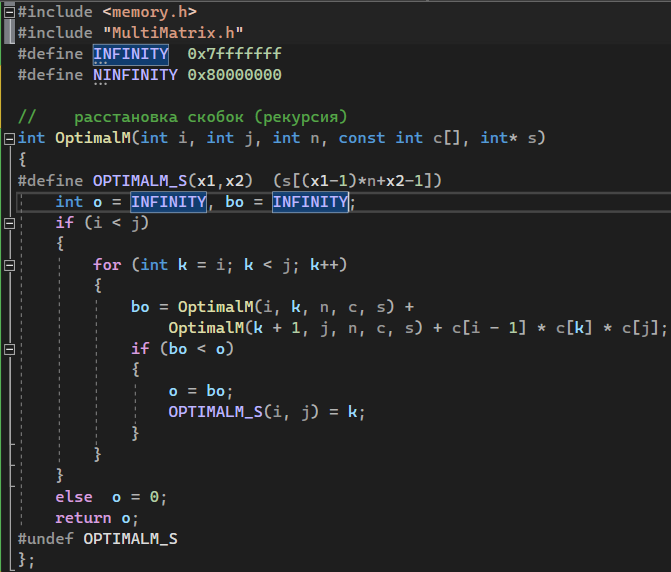 #include <memory.h>
#include "MultiMatrix.h"
#define INFINITY  0x7fffffff
#define NINFINITY 0x80000000

//    расстановка скобок (рекурсия)
int OptimalM(int i, int j, int n, const int c[], int* s)
{
#define OPTIMALM_S(x1,x2)  (s[(x1-1)*n+x2-1])
    int o = INFINITY, bo = INFINITY;
    if (i < j)
    {
        for (int k = i; k < j; k++)
        {
            bo = OptimalM(i, k, n, c, s) +
                OptimalM(k + 1, j, n, c, s) + c[i - 1] * c[k] * c[j];
            if (bo < o)
            {
                o = bo;
                OPTIMALM_S(i, j) = k;
            }
        }
    }
    else  o = 0;
    return o;
#undef OPTIMALM_S
};